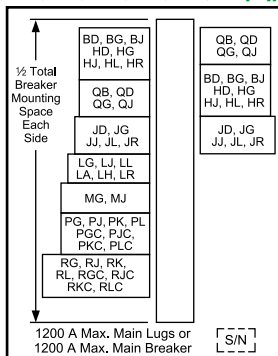 ½ Total
Breaker
Mounting
Space
Each
Side
BD, BG, BJ
HD, HG
HJ, HL, HR
QB, QD
QG, QJ
JD, JG
JJ, JL, JR
LG, LJ, LL
LA, LH, LR
MG, MJ
PG, PJ, PK, PL
PGC, PJC,
PKC, PLC
RG, RJ, RK,
RL, RGC, RJC
RKC, RLC
QB, QD
QG, QJ
BD, BG, BJ
HD, HG
HJ, HL, HR
JD, JG
JJ, JL, JR
1200 A Max. Main Lugs or
1200 A Max. Main Breaker
S/N